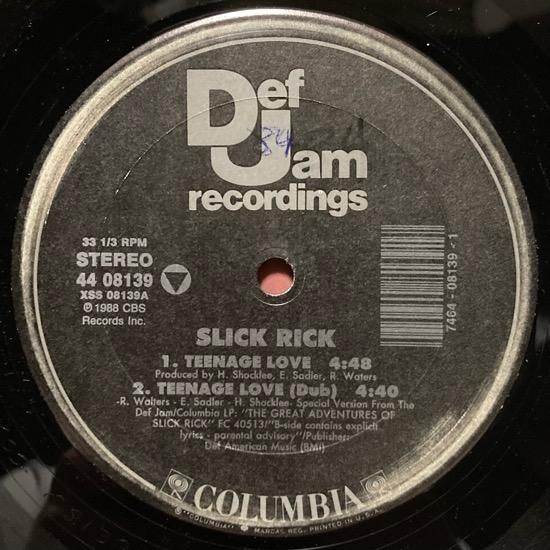 Def
Jam
recordings
84
33 1/3 RPM
STEREO
44 08139
XSS 08139A
℗ 1988 CBS
Records Inc.
7464 - 08139 - 1
SLICK RICK
1. TEENAGE LOVE 4:48
Produced by H. Shocklee, E. Sadler, R. Waters
2. TEENAGE LOVE (Dub) 4:40
-R. Walters - E. Sadler - H. Shocklee- Special Version From The
Def Jam/Columbia LP: "THE GREAT ADVENTURES OF
SLICK RICK" FC 40513/"B-side contains explicit
lyrics - parental advisory"/Publisher:
Def American Music (BMI)
COLUMBIA
"COLUMBIA," MARCAS REG. PRINTED IN U.S.A.